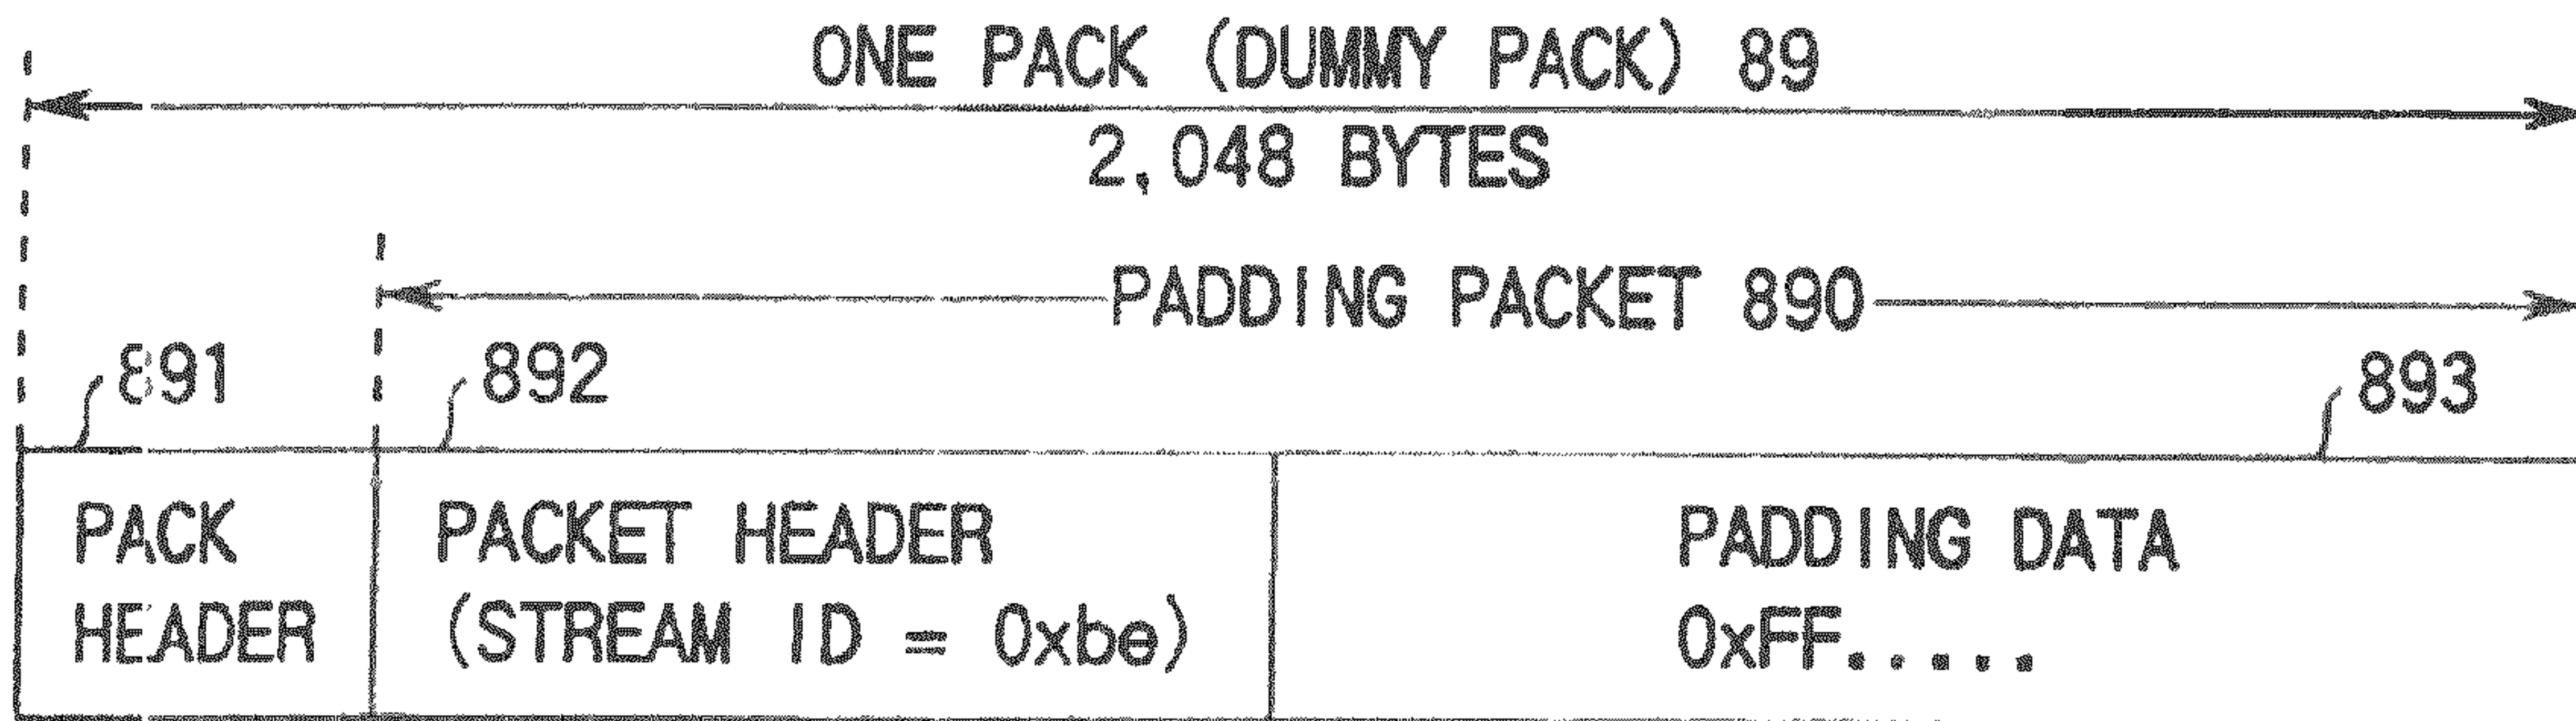 ONE PACK (DUMMY PACK) 89
2,048 BYTES
PADDING PACKET 890
891
892
893
PACK
HEADER
PACKET HEADER
(STREAM ID = 0xbe)
PADDING DATA
0xFF.....